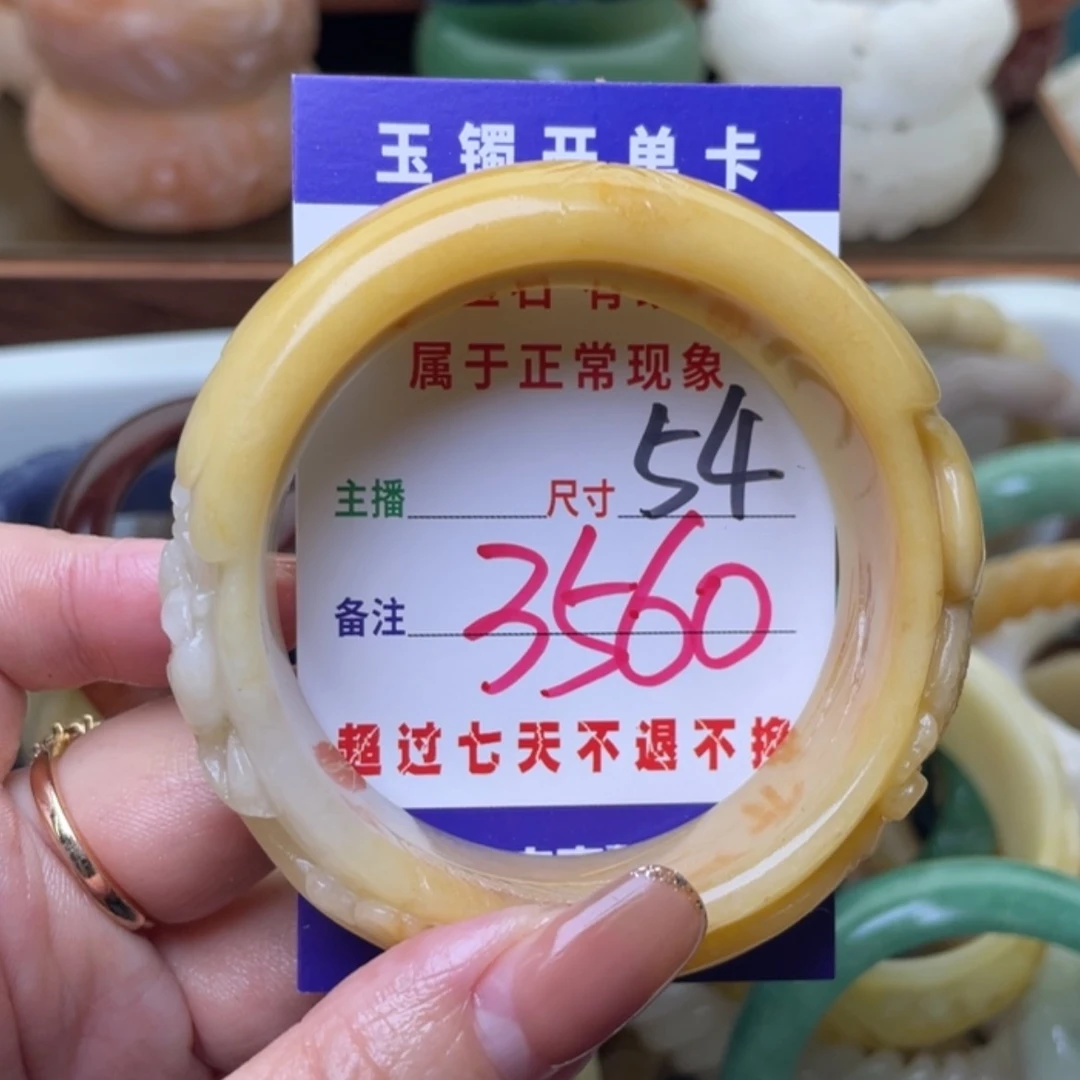 玉镯开单卡
属于正常现象
主播 尺寸 54
备注 3560
超过七天不退不换